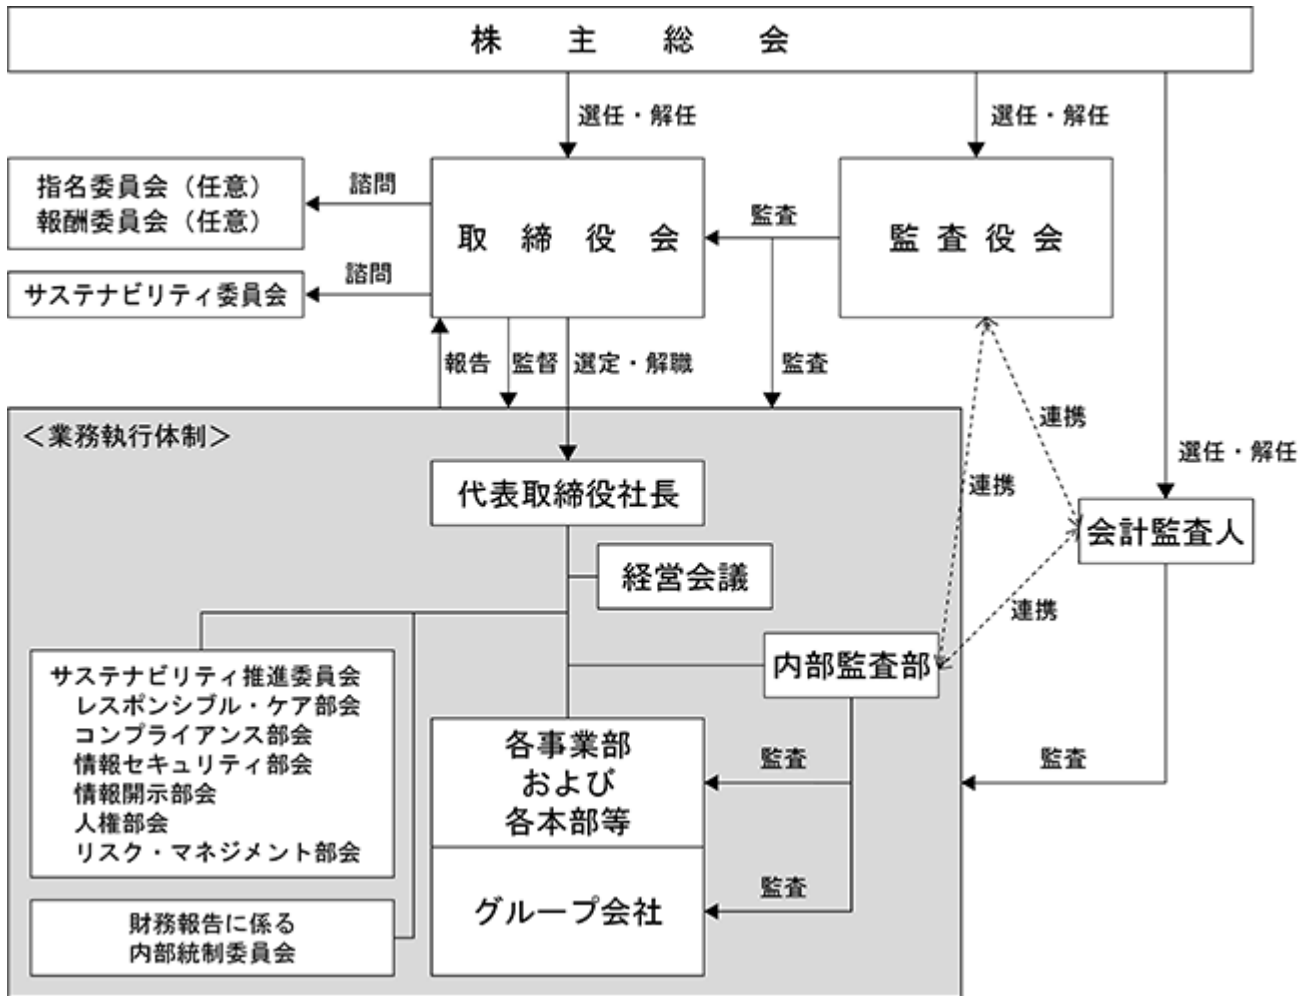 株主総会
選任・解任
選任・解任
指名委員会（任意）
報酬委員会（任意）
諮問
取締役会
監査
監査役会
サステナビリティ委員会
諮問
報告
監督
選定・解職
監査
＜業務執行体制＞
連携
選任・解任
代表取締役社長
連携
会計監査人
経営会議
連携
内部監査部
サステナビリティ推進委員会
レスポンシブル・ケア部会
コンプライアンス部会
情報セキュリティ部会
情報開示部会
人権部会
リスク・マネジメント部会
各事業部
および
各本部等
監査
監査
グループ会社
監査
財務報告に係る
内部統制委員会